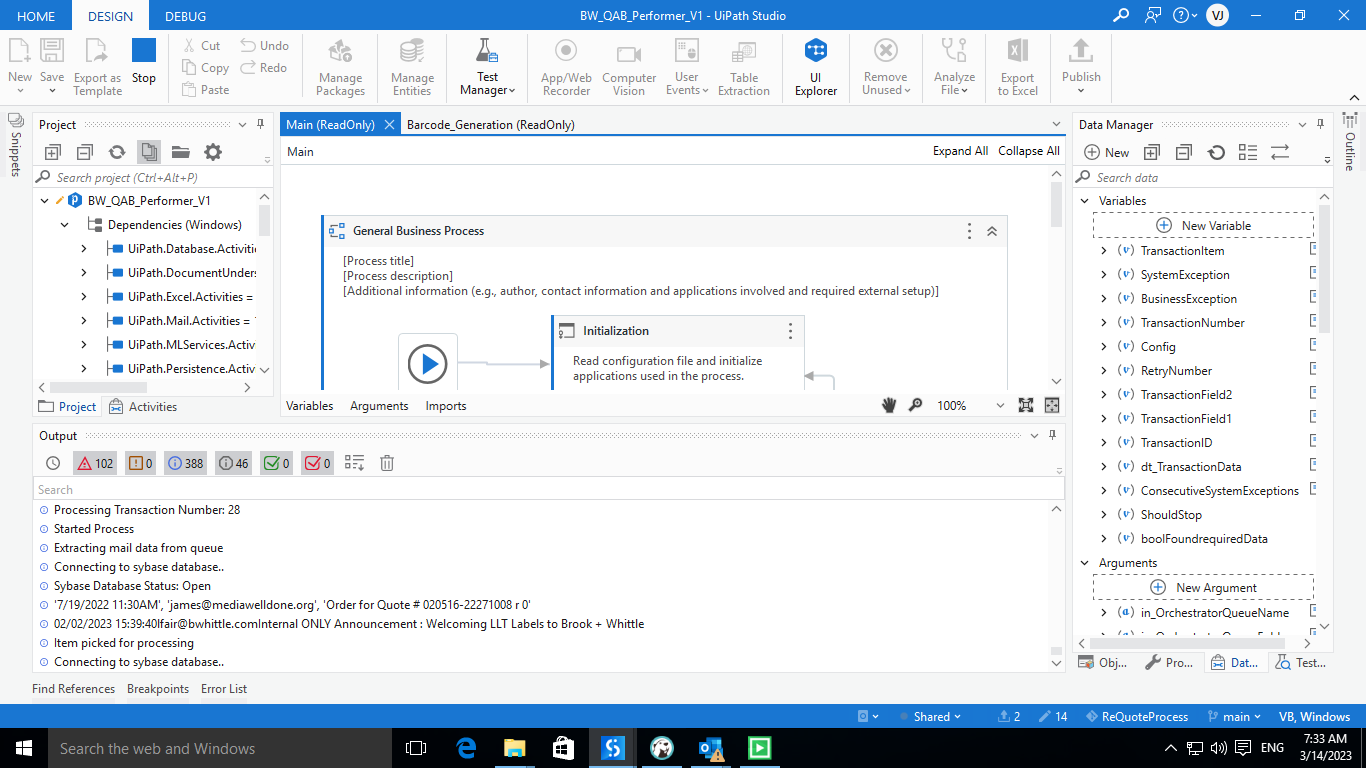 HOME DESIGN DEBUG BW_QAB_Performer_V1 - UiPath Studio VJ
New Save Export as Template Stop Cut Copy Paste Undo Redo Manage Packages Manage Entities Test Manager App/Web Recorder Computer Vision User Events Table Extraction UI Explorer Remove Unused Analyze File Export to Excel Publish
Snippets
Project
Search project (Ctrl+Alt+P)
BW_QAB_Performer_V1
Dependencies (Windows)
UiPath.Database.Activitie
UiPath.DocumentUnders
UiPath.Excel.Activities =
UiPath.Mail.Activities =
UiPath.MLServices.Activ
UiPath.Persistence.Activ
Project Activities
Main (ReadOnly) Barcode_Generation (ReadOnly)
Main Expand All Collapse All
General Business Process
[Process title]
[Process description]
[Additional information (e.g., author, contact information and applications involved and required external setup)]
Initialization
Read configuration file and initialize
applications used in the process.
Variables Arguments Imports 100%
Data Manager
New
Search data
Variables
New Variable
(v) TransactionItem
(v) SystemException
(v) BusinessException
(v) TransactionNumber
(v) Config
(v) RetryNumber
(v) TransactionField2
(v) TransactionField1
(v) TransactionID
(v) dt_TransactionData
(v) ConsecutiveSystemExceptions
(v) ShouldStop
(v) boolFoundrequiredData
Arguments
New Argument
(a) in_OrchestratorQueueName
Obj... Pro... Dat... Test...
Outline
Output
102 0 388 46 0 0
Search
Processing Transaction Number: 28
Started Process
Extracting mail data from queue
Connecting to sybase database..
Sybase Database Status: Open
'7/19/2022 11:30AM', 'james@mediawelldone.org', 'Order for Quote # 020516-22271008 r 0'
02/02/2023 15:39:40lfair@bwhittle.comInternal ONLY Announcement : Welcoming LLT Labels to Brook + Whittle
Item picked for processing
Connecting to sybase database..
Find References Breakpoints Error List
Shared 2 14 ReQuoteProcess main VB, Windows
Search the web and Windows ENG 7:33 AM
3/14/2023